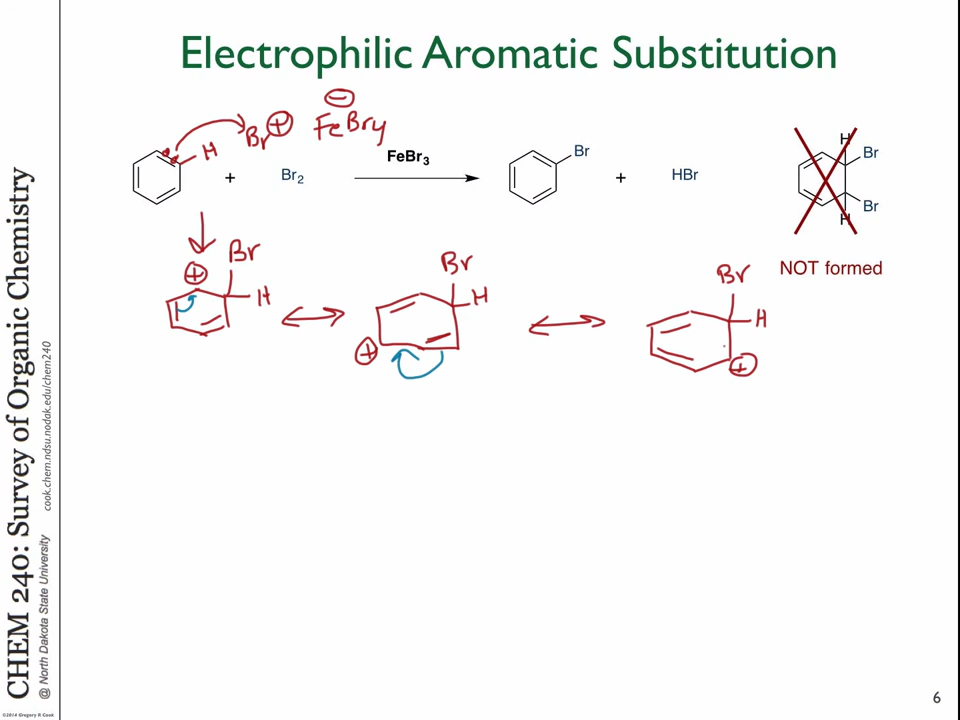 Electrophilic Aromatic Substitution
H Br ⊕ FeBr4 ⊖
+ Br2 FeBr3 Br + HBr
H Br
Br
H
NOT formed
⊕ Br H
Br H ⊕
Br H ⊕
CHEM 240: Survey of Organic Chemistry
@ North Dakota State University cook.chem.ndsu.nodak.edu/chem240
©2014 Gregory R Cook
6